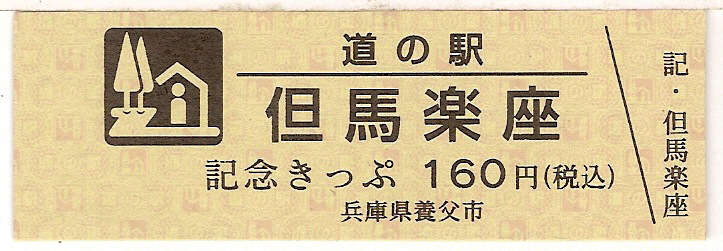 道の駅
但馬楽座
記念きっぷ 160円(税込)
兵庫県養父市
記・但馬楽座